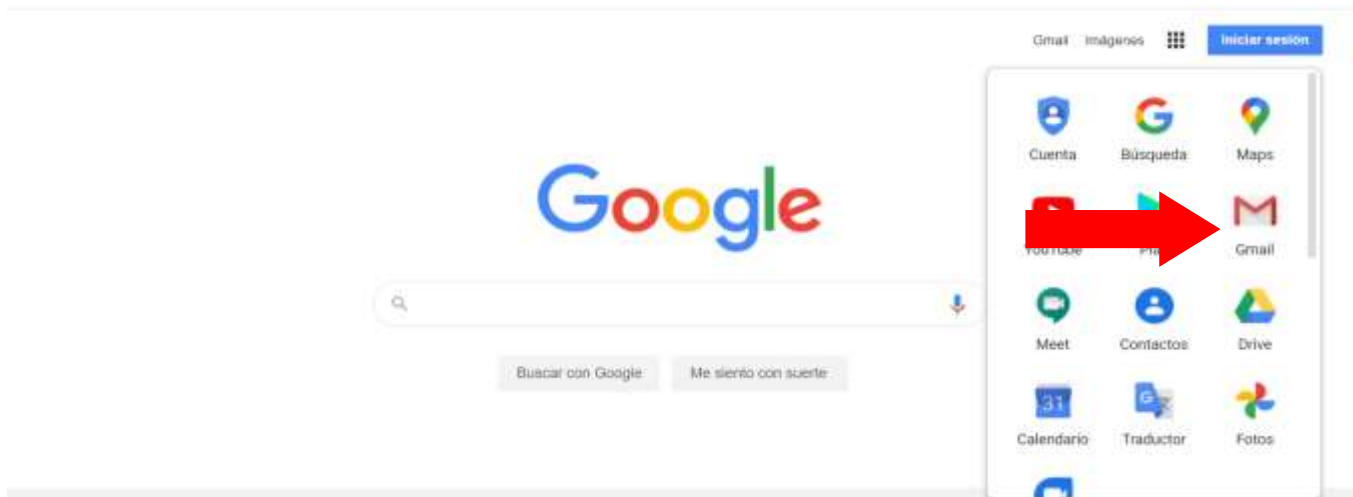 Gmail Imágenes Iniciar sesión
Cuenta Búsqueda Maps
Google
YouTube Gmail
Meet Contactos Drive
Buscar con Google Me siento con suerte
31
Calendario Traductor Fotos